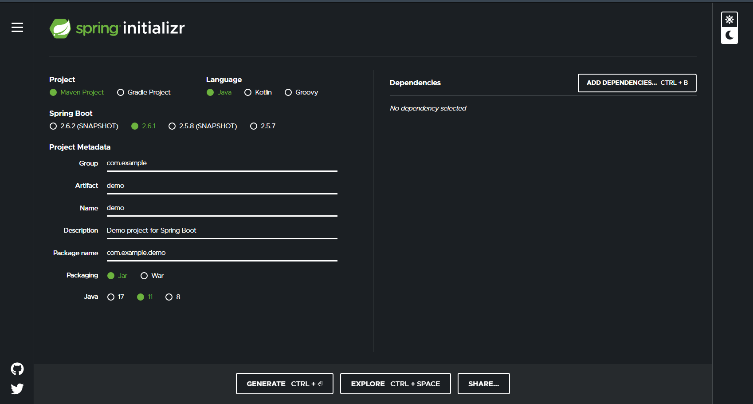 spring initializr
Project
Maven Project Gradle Project
Language
Java Kotlin Groovy
Spring Boot
2.6.2 (SNAPSHOT) 2.6.1 2.5.8 (SNAPSHOT) 2.5.7
Project Metadata
Group com.example
Artifact demo
Name demo
Description Demo project for Spring Boot
Package name com.example.demo
Packaging Jar War
Java 17 11 8
Dependencies ADD DEPENDENCIES... CTRL + B
No dependency selected
GENERATE CTRL + ⏎ EXPLORE CTRL + SPACE SHARE...